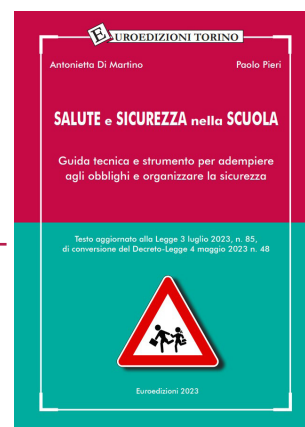 EUROEDIZIONI TORINO
Antonietta Di Martino Paolo Pieri
SALUTE e SICUREZZA nella SCUOLA
Guida tecnica e strumento per adempiere
agli obblighi e organizzare la sicurezza
Testo aggiornato alla Legge 3 luglio 2023, n. 85,
di conversione del Decreto-Legge 4 maggio 2023 n. 48
Euroedizioni 2023